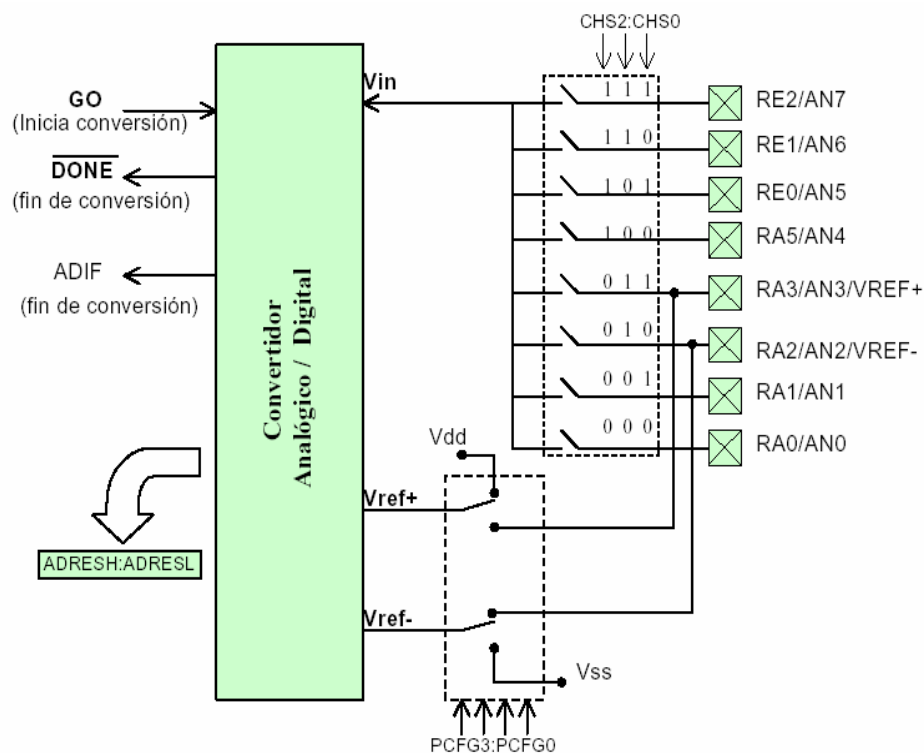 CHS2:CHS0
Vin
GO
(Inicia conversión)
DONE
(fin de conversión)
ADIF
(fin de conversión)
Convertidor
Analógico / Digital
ADRESH:ADRESL
1 1 1
RE2/AN7
1 1 0
RE1/AN6
1 0 1
RE0/AN5
1 0 0
RA5/AN4
0 1 1
RA3/AN3/VREF+
0 1 0
RA2/AN2/VREF-
0 0 1
RA1/AN1
0 0 0
RA0/AN0
Vdd
Vref+
Vref-
Vss
PCFG3:PCFG0